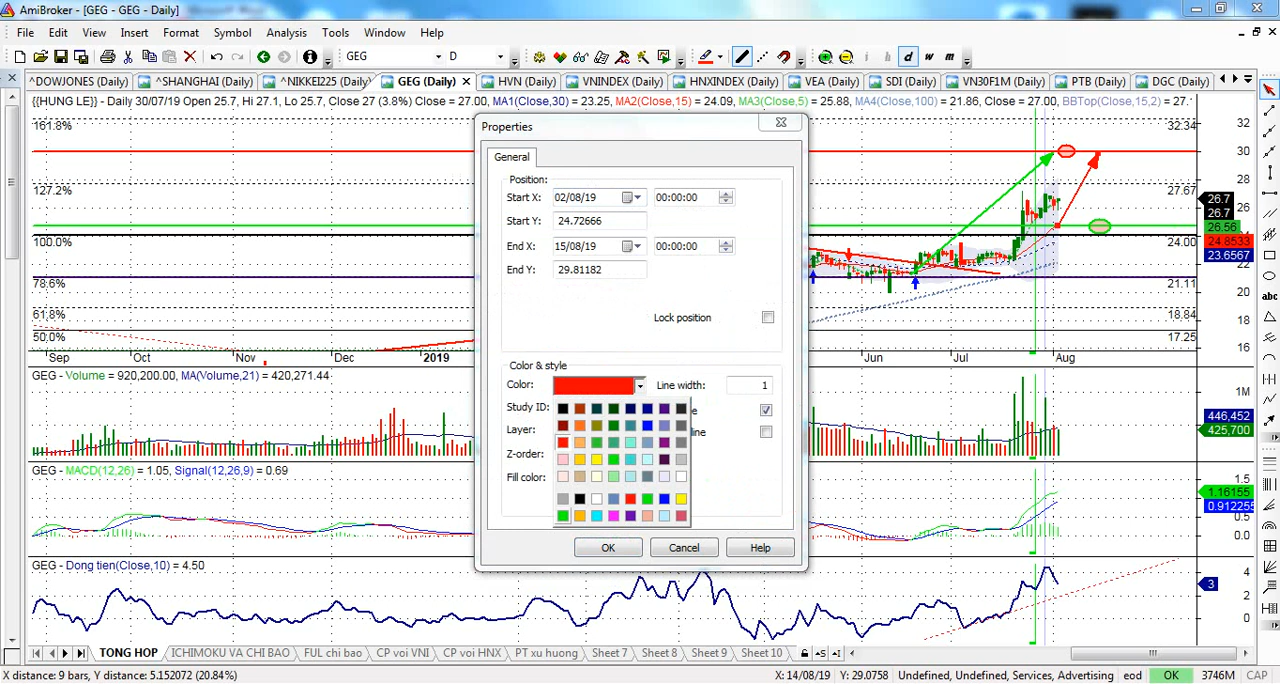 AmiBroker - [GEG - GEG - Daily]
File Edit View Insert Format Symbol Analysis Tools Window Help
GEG D i h d w m
^DOWJONES (Daily) ^SHANGHAI (Daily) ^NIKKEI225 (Daily) GEG (Daily) HVN (Daily) VNINDEX (Daily) HNXINDEX (Daily) VEA (Daily) SDI (Daily) VN30F1M (Daily) PTB (Daily) DGC (Daily)
{{HUNG LE}} - Daily 30/07/19 Open 25.7, Hi 27.1, Lo 25.7, Close 27 (3.8%) Close = 27.00, MA1(Close,30) = 23.25, MA2(Close,15) = 24.09, MA3(Close,5) = 25.88, MA4(Close,100) = 21.86, Close = 27.00, BBTop(Close,15,2) = 27.
161.8%
127.2%
100.0%
78.6%
61.8%
50.0%
32.34
27.67
24.00
21.11
18.84
17.25
32
30
28
26
24
22
20
18
16
26.7
26.7
26.56
24.8533
23.6567
Sep Oct Nov Dec 2019 Jun Jul Aug
Properties
General
Position:
Start X: 02/08/19 00:00:00
Start Y: 24.72666
End X: 15/08/19 00:00:00
End Y: 29.81182
Lock position
Color & style
Color: Line width: 1
Study ID:
Layer:
Z-order:
Fill color:
OK Cancel Help
abc
GEG - Volume = 920,200.00, MA(Volume,21) = 420,271.44
1M
446,452
425,700
GEG - MACD(12,26) = 1.05, Signal(12,26,9) = 0.69
1.5
1.16155
0.912255
0.5
0.0
GEG - Dong tien(Close,10) = 4.50
4
3
2
0
TONG HOP ICHIMOKU VA CHI BAO FUL chi bao CP voi VNI CP voi HNX PT xu huong Sheet 7 Sheet 8 Sheet 9 Sheet 10
X distance: 9 bars, Y distance: 5.152072 (20.84%) X: 14/08/19 Y: 29.0758 Undefined, Undefined, Services, Advertising eod OK 3746M CAP